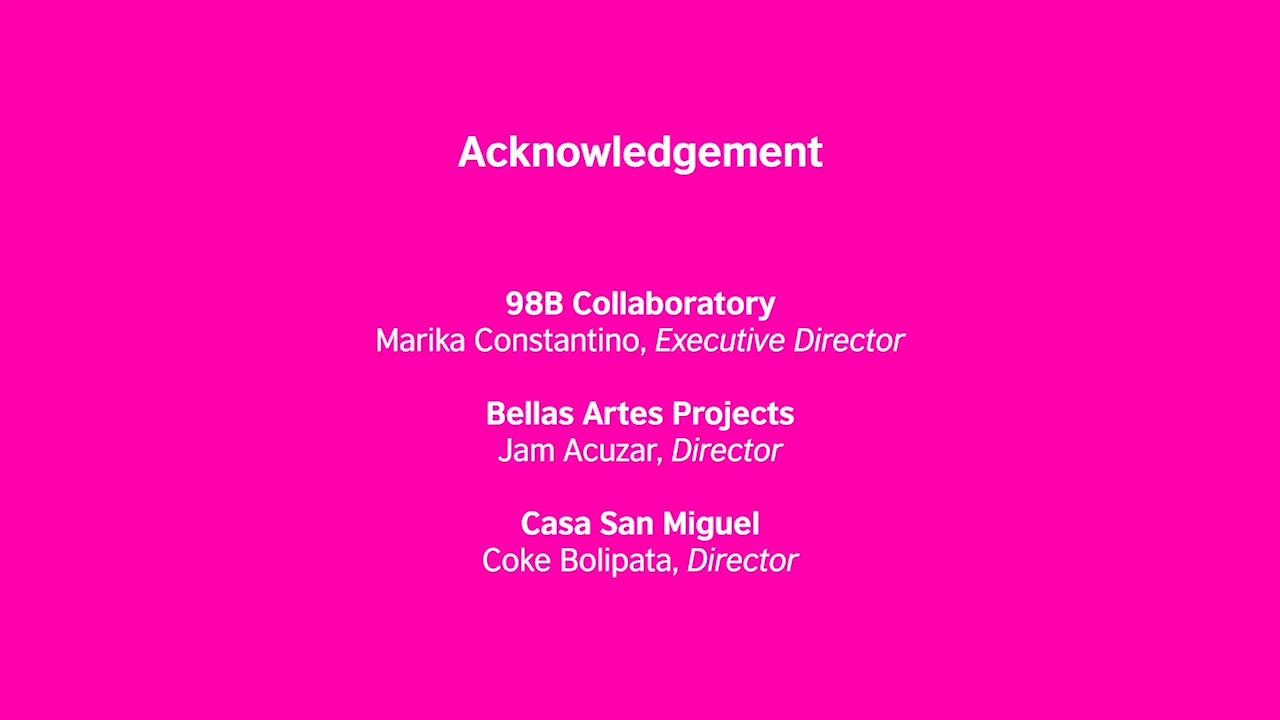 Acknowledgement
98B Collaboratory
Marika Constantino, Executive Director
Bellas Artes Projects
Jam Acuzar, Director
Casa San Miguel
Coke Bolipata, Director